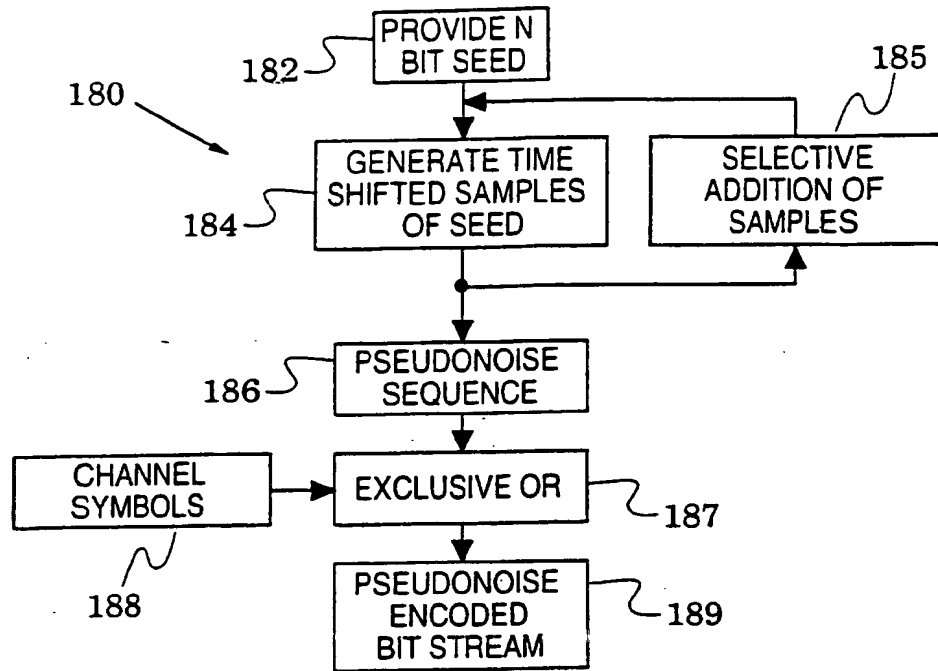 PROVIDE N
BIT SEED
182
185
180
GENERATE TIME
SHIFTED SAMPLES
OF SEED
184
SELECTIVE
ADDITION OF
SAMPLES
PSEUDONOISE
SEQUENCE
186
CHANNEL
SYMBOLS
188
EXCLUSIVE OR
187
PSEUDONOISE
ENCODED
BIT STREAM
189